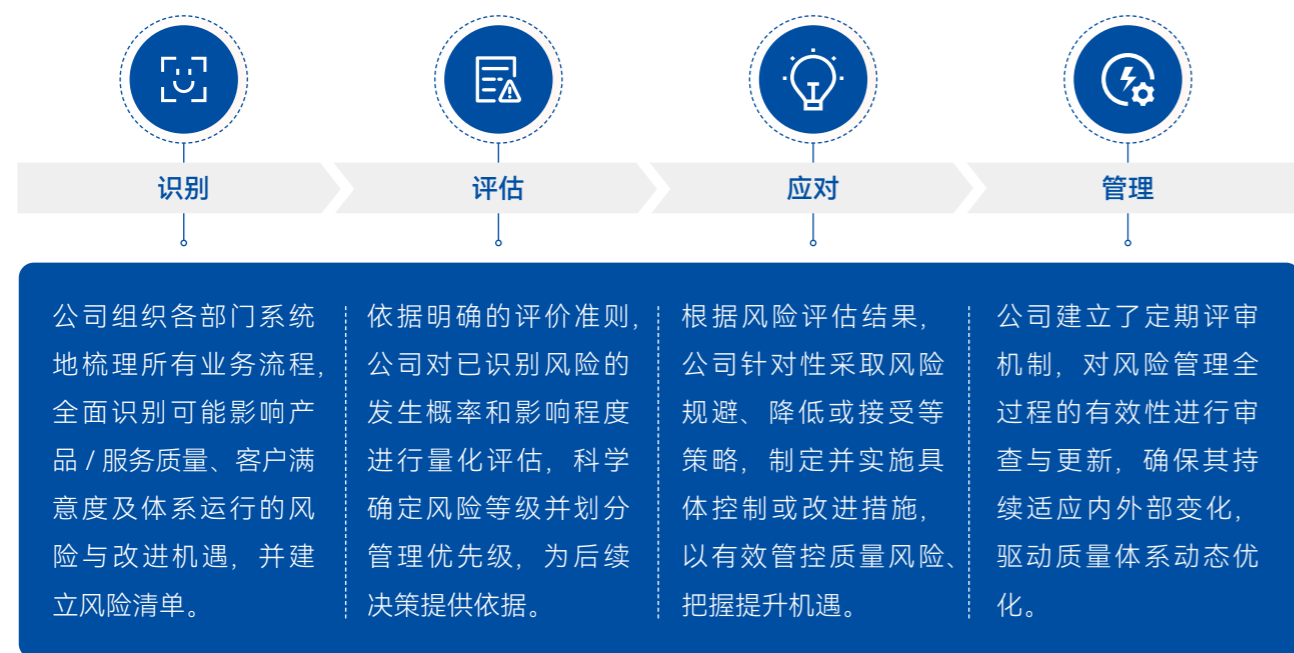 识别
评估
应对
管理
公司组织各部门系统
地梳理所有业务流程,
全面识别可能影响产
品 / 服务质量、客户满
意度及体系运行的风
险与改进机遇，并建
立风险清单。
依据明确的评价准则,
公司对已识别风险的
发生概率和影响程度
进行量化评估，科学
确定风险等级并划分
管理优先级，为后续
决策提供依据。
根据风险评估结果，
公司针对性采取风险
规避、降低或接受等
策略，制定并实施具
体控制或改进措施，
以有效管控质量风险、
把握提升机遇。
公司建立了定期评审
机制，对风险管理全
过程的有效性进行审
查与更新，确保其持
续适应内外部变化，
驱动质量体系动态优
化。